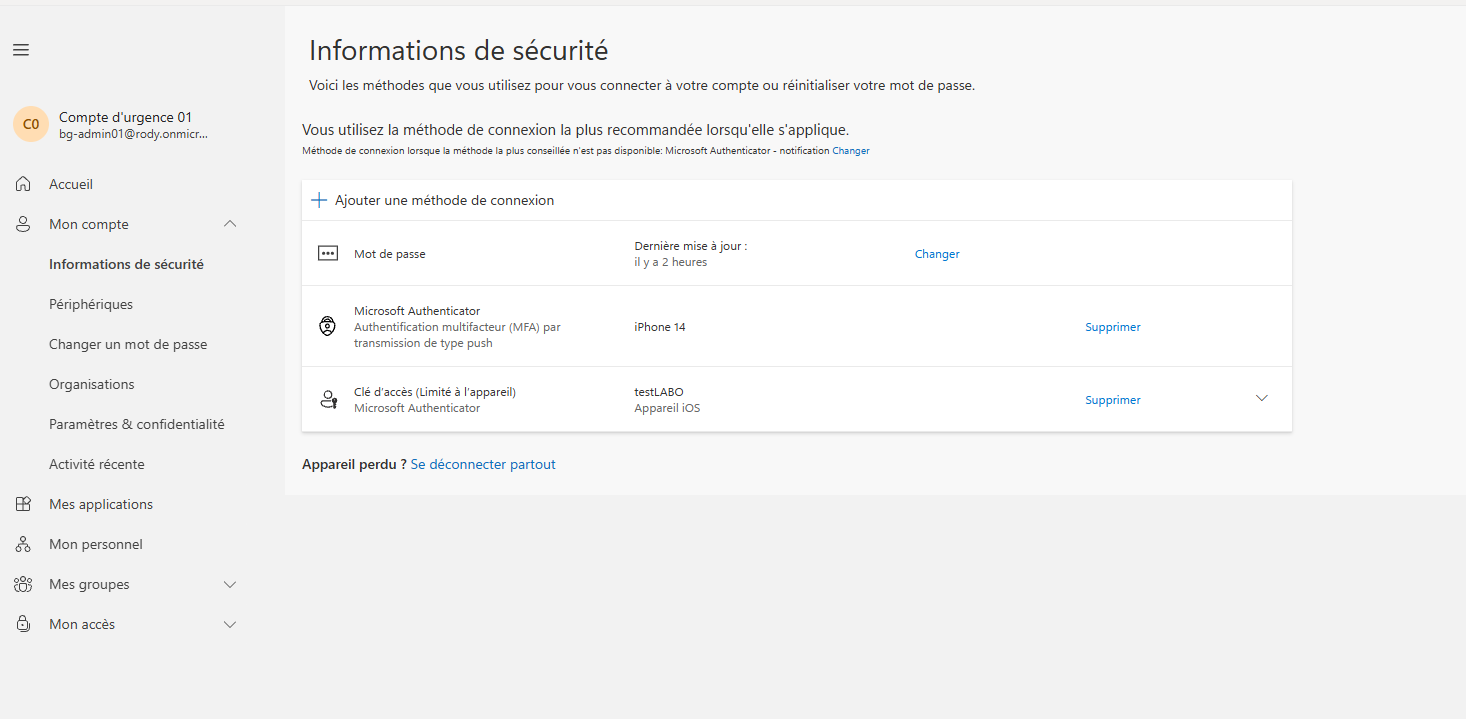 Informations de sécurité
Voici les méthodes que vous utilisez pour vous connecter à votre compte ou réinitialiser votre mot de passe.
C0
Compte d'urgence 01
bg-admin01@rody.onmicr...
Vous utilisez la méthode de connexion la plus recommandée lorsqu'elle s'applique.
Méthode de connexion lorsque la méthode la plus conseillée n'est pas disponible: Microsoft Authenticator - notification Changer
Accueil
Mon compte
Informations de sécurité
Périphériques
Changer un mot de passe
Organisations
Paramètres & confidentialité
Activité récente
Mes applications
Mon personnel
Mes groupes
Mon accès
Ajouter une méthode de connexion
Mot de passe
Dernière mise à jour :
il y a 2 heures
Changer
Microsoft Authenticator
Authentification multifacteur (MFA) par
transmission de type push
iPhone 14
Supprimer
Clé d'accès (Limité à l'appareil)
Microsoft Authenticator
testLABO
Appareil iOS
Supprimer
Appareil perdu ? Se déconnecter partout